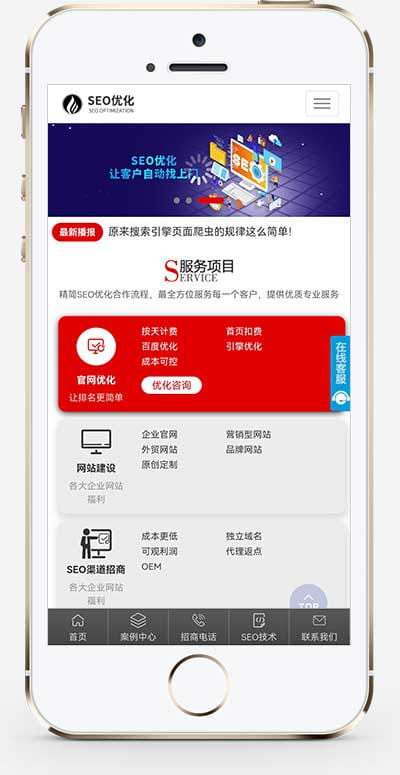 SEO优化
SEO OPTIMIZATION
SEO优化
让客户自动找上门
SEO
最新播报
原来搜索引擎页面爬虫的规律这么简单!
服务项目
SERVICE
精简SEO优化合作流程，最全方位服务每一个客户，提供优质专业服务
按天计费
首页扣费
百度优化
引擎优化
成本可控
官网优化
让排名更简单
优化咨询
在线客服
企业官网
营销型网站
外贸网站
品牌网站
原创定制
网站建设
各大企业网站
福利
成本更低
独立域名
可观利润
代理返点
OEM
SEO渠道招商
各大企业网站
福利
TOP
首页
案例中心
招商电话
SEO技术
联系我们